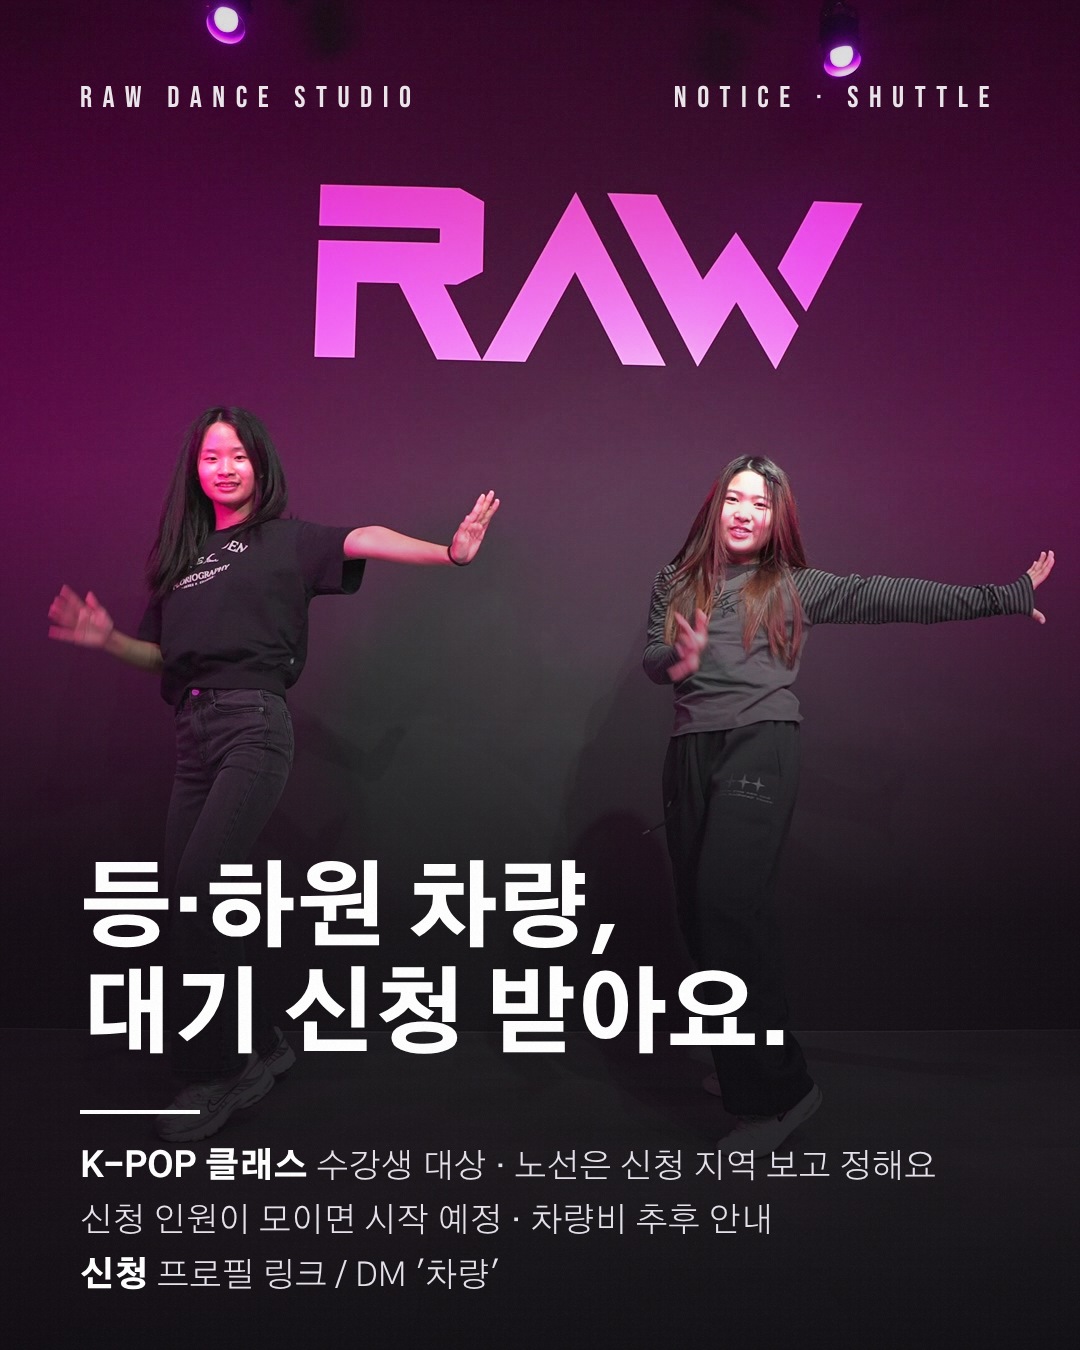 RAW DANCE STUDIO
NOTICE · SHUTTLE
RAW
등·하원 차량,
대기 신청 받아요.
K-POP 클래스 수강생 대상 · 노선은 신청 지역 보고 정해요
신청 인원이 모이면 시작 예정 · 차량비 추후 안내
신청 프로필 링크 / DM '차량'